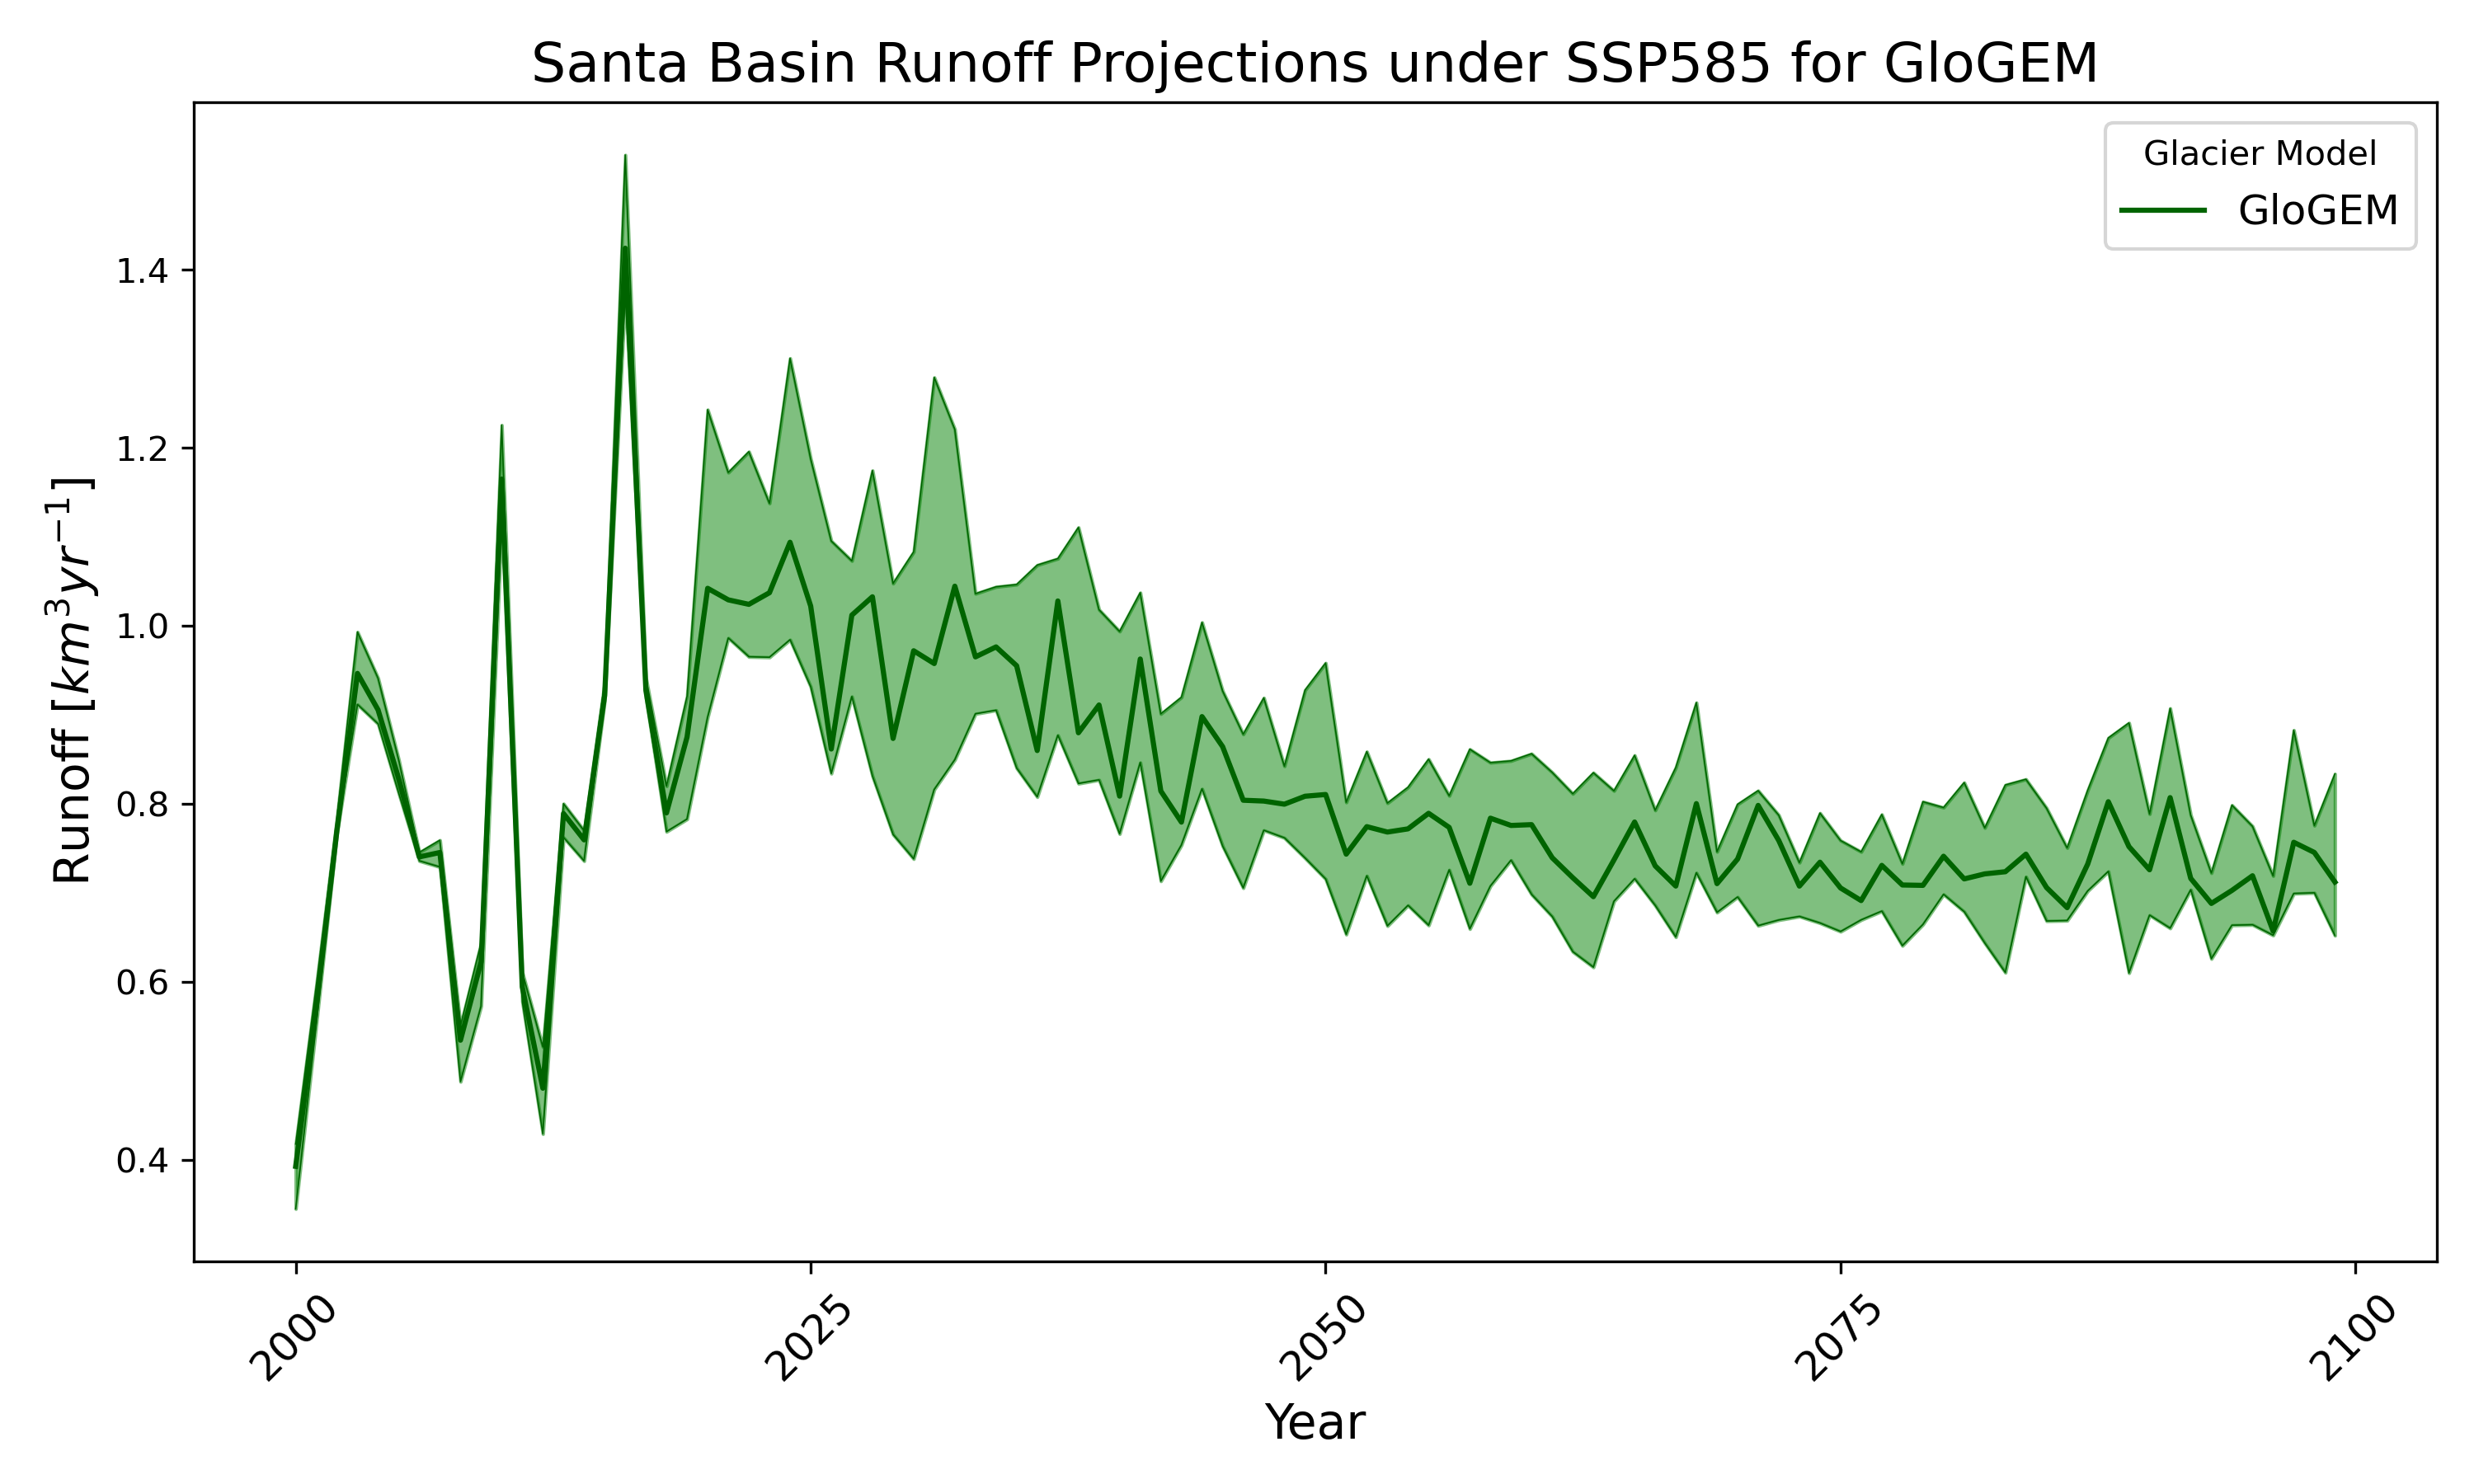 Santa Basin Runoff Projections under SSP585 for GloGEM
Glacier Model
GloGEM
Runoff [km³yr⁻¹]
1.4
1.2
1.0
0.8
0.6
0.4
2000
2025
2050
2075
2100
Year